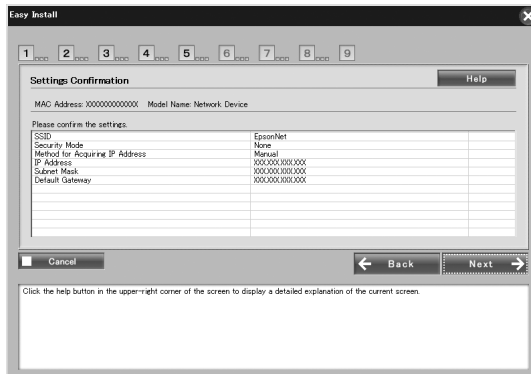 Easy Install
1 2 3 4 5 6 7 8 9
Settings Confirmation
Help
MAC Address: XXXXXXXXXXXX Model Name: Network Device
Please confirm the settings.
SSID EpsonNet
Security Mode None
Method for Acquiring IP Address Manual
IP Address XXX.XXX.XXX.XXX
Subnet Mask XXX.XXX.XXX.XXX
Default Gateway XXX.XXX.XXX.XXX
Cancel
Back
Next
Click the help button in the upper-right corner of the screen to display a detailed explanation of the current screen.